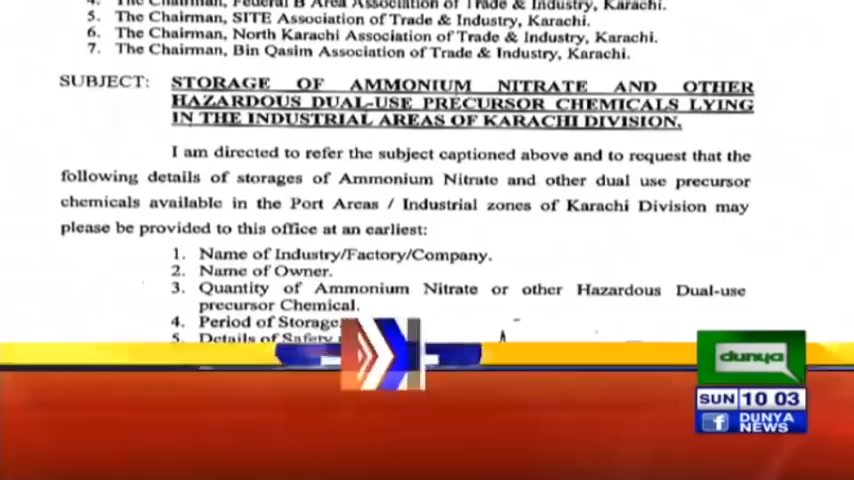 4. The Chairman, Federal B Area Association of Trade & Industry, Karachi.
5. The Chairman, SITE Association of Trade & Industry, Karachi.
6. The Chairman, North Karachi Association of Trade & Industry, Karachi.
7. The Chairman, Bin Qasim Association of Trade & Industry, Karachi.
SUBJECT: STORAGE OF AMMONIUM NITRATE AND OTHER
HAZARDOUS DUAL-USE PRECURSOR CHEMICALS LYING
IN THE INDUSTRIAL AREAS OF KARACHI DIVISION.
I am directed to refer the subject captioned above and to request that the
following details of storages of Ammonium Nitrate and other dual use precursor
chemicals available in the Port Areas / Industrial zones of Karachi Division may
please be provided to this office at an earliest:
1. Name of Industry/Factory/Company.
2. Name of Owner.
3. Quantity of Ammonium Nitrate or other Hazardous Dual-use
precursor Chemical.
4. Period of Storage
5. Details of Safety
dunya
SUN 10 03
f DUNYA
NEWS